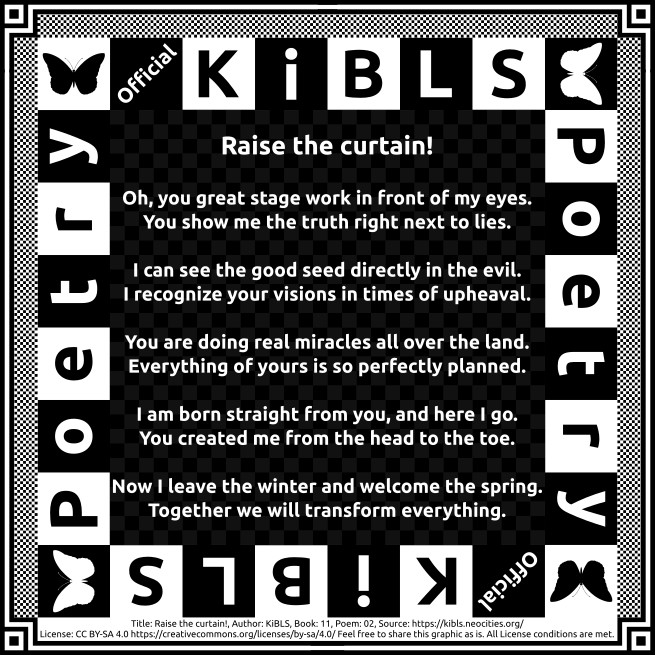 Official KiBLS
Poetry
Poetry
Raise the curtain!
Oh, you great stage work in front of my eyes.
You show me the truth right next to lies.
I can see the good seed directly in the evil.
I recognize your visions in times of upheaval.
You are doing real miracles all over the land.
Everything of yours is so perfectly planned.
I am born straight from you, and here I go.
You created me from the head to the toe.
Now I leave the winter and welcome the spring.
Together we will transform everything.
Official KiBLS
Title: Raise the curtain!, Author: KiBLS, Book: 11, Poem: 02, Source: https://kibls.neocities.org/
License: CC BY-SA 4.0 https://creativecommons.org/licenses/by-sa/4.0/ Feel free to share this graphic as is. All License conditions are met.